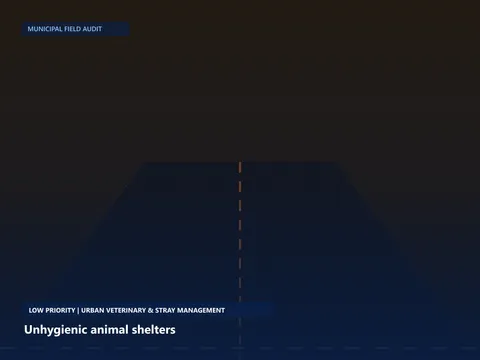 MUNICIPAL FIELD AUDIT
LOW PRIORITY | URBAN VETERINARY & STRAY MANAGEMENT
Unhygienic animal shelters